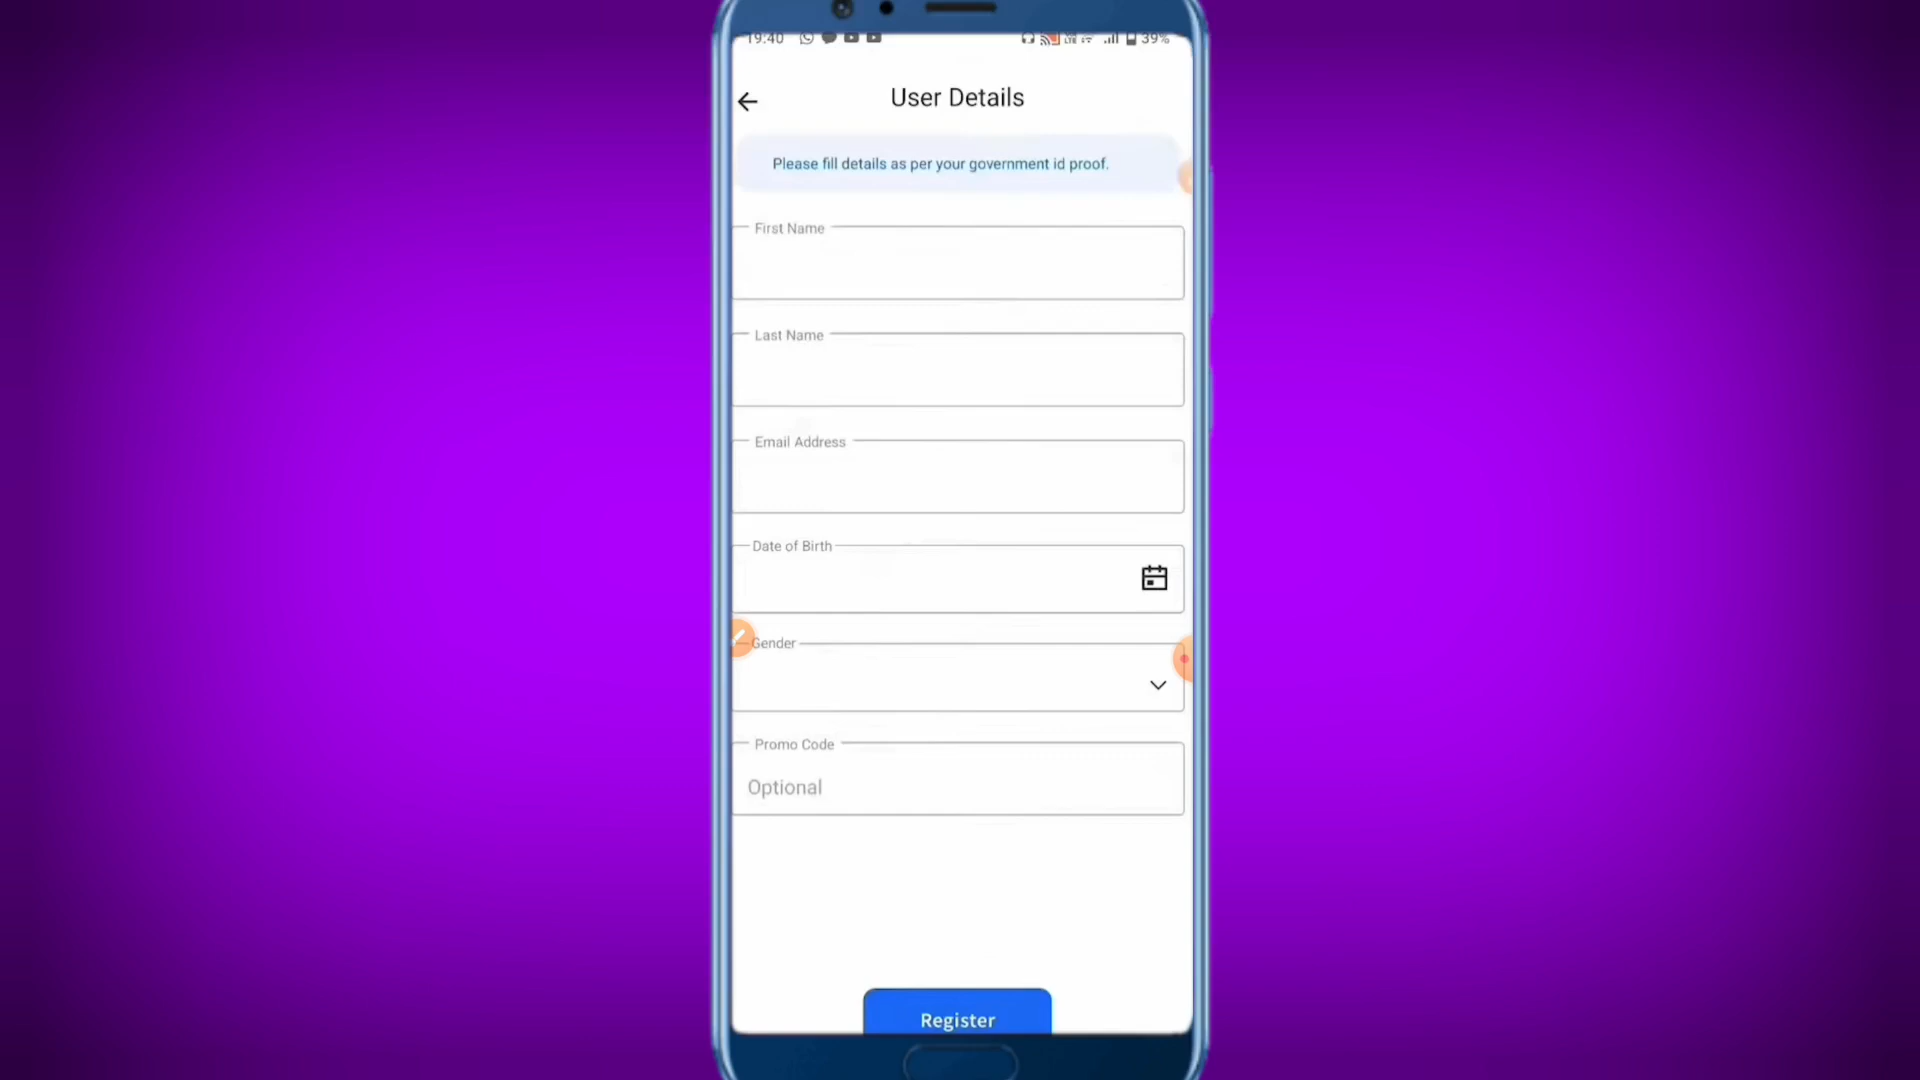 19:40 39%
User Details
Please fill details as per your government id proof.
First Name
Last Name
Email Address
Date of Birth
Gender
Promo Code
Optional
Register